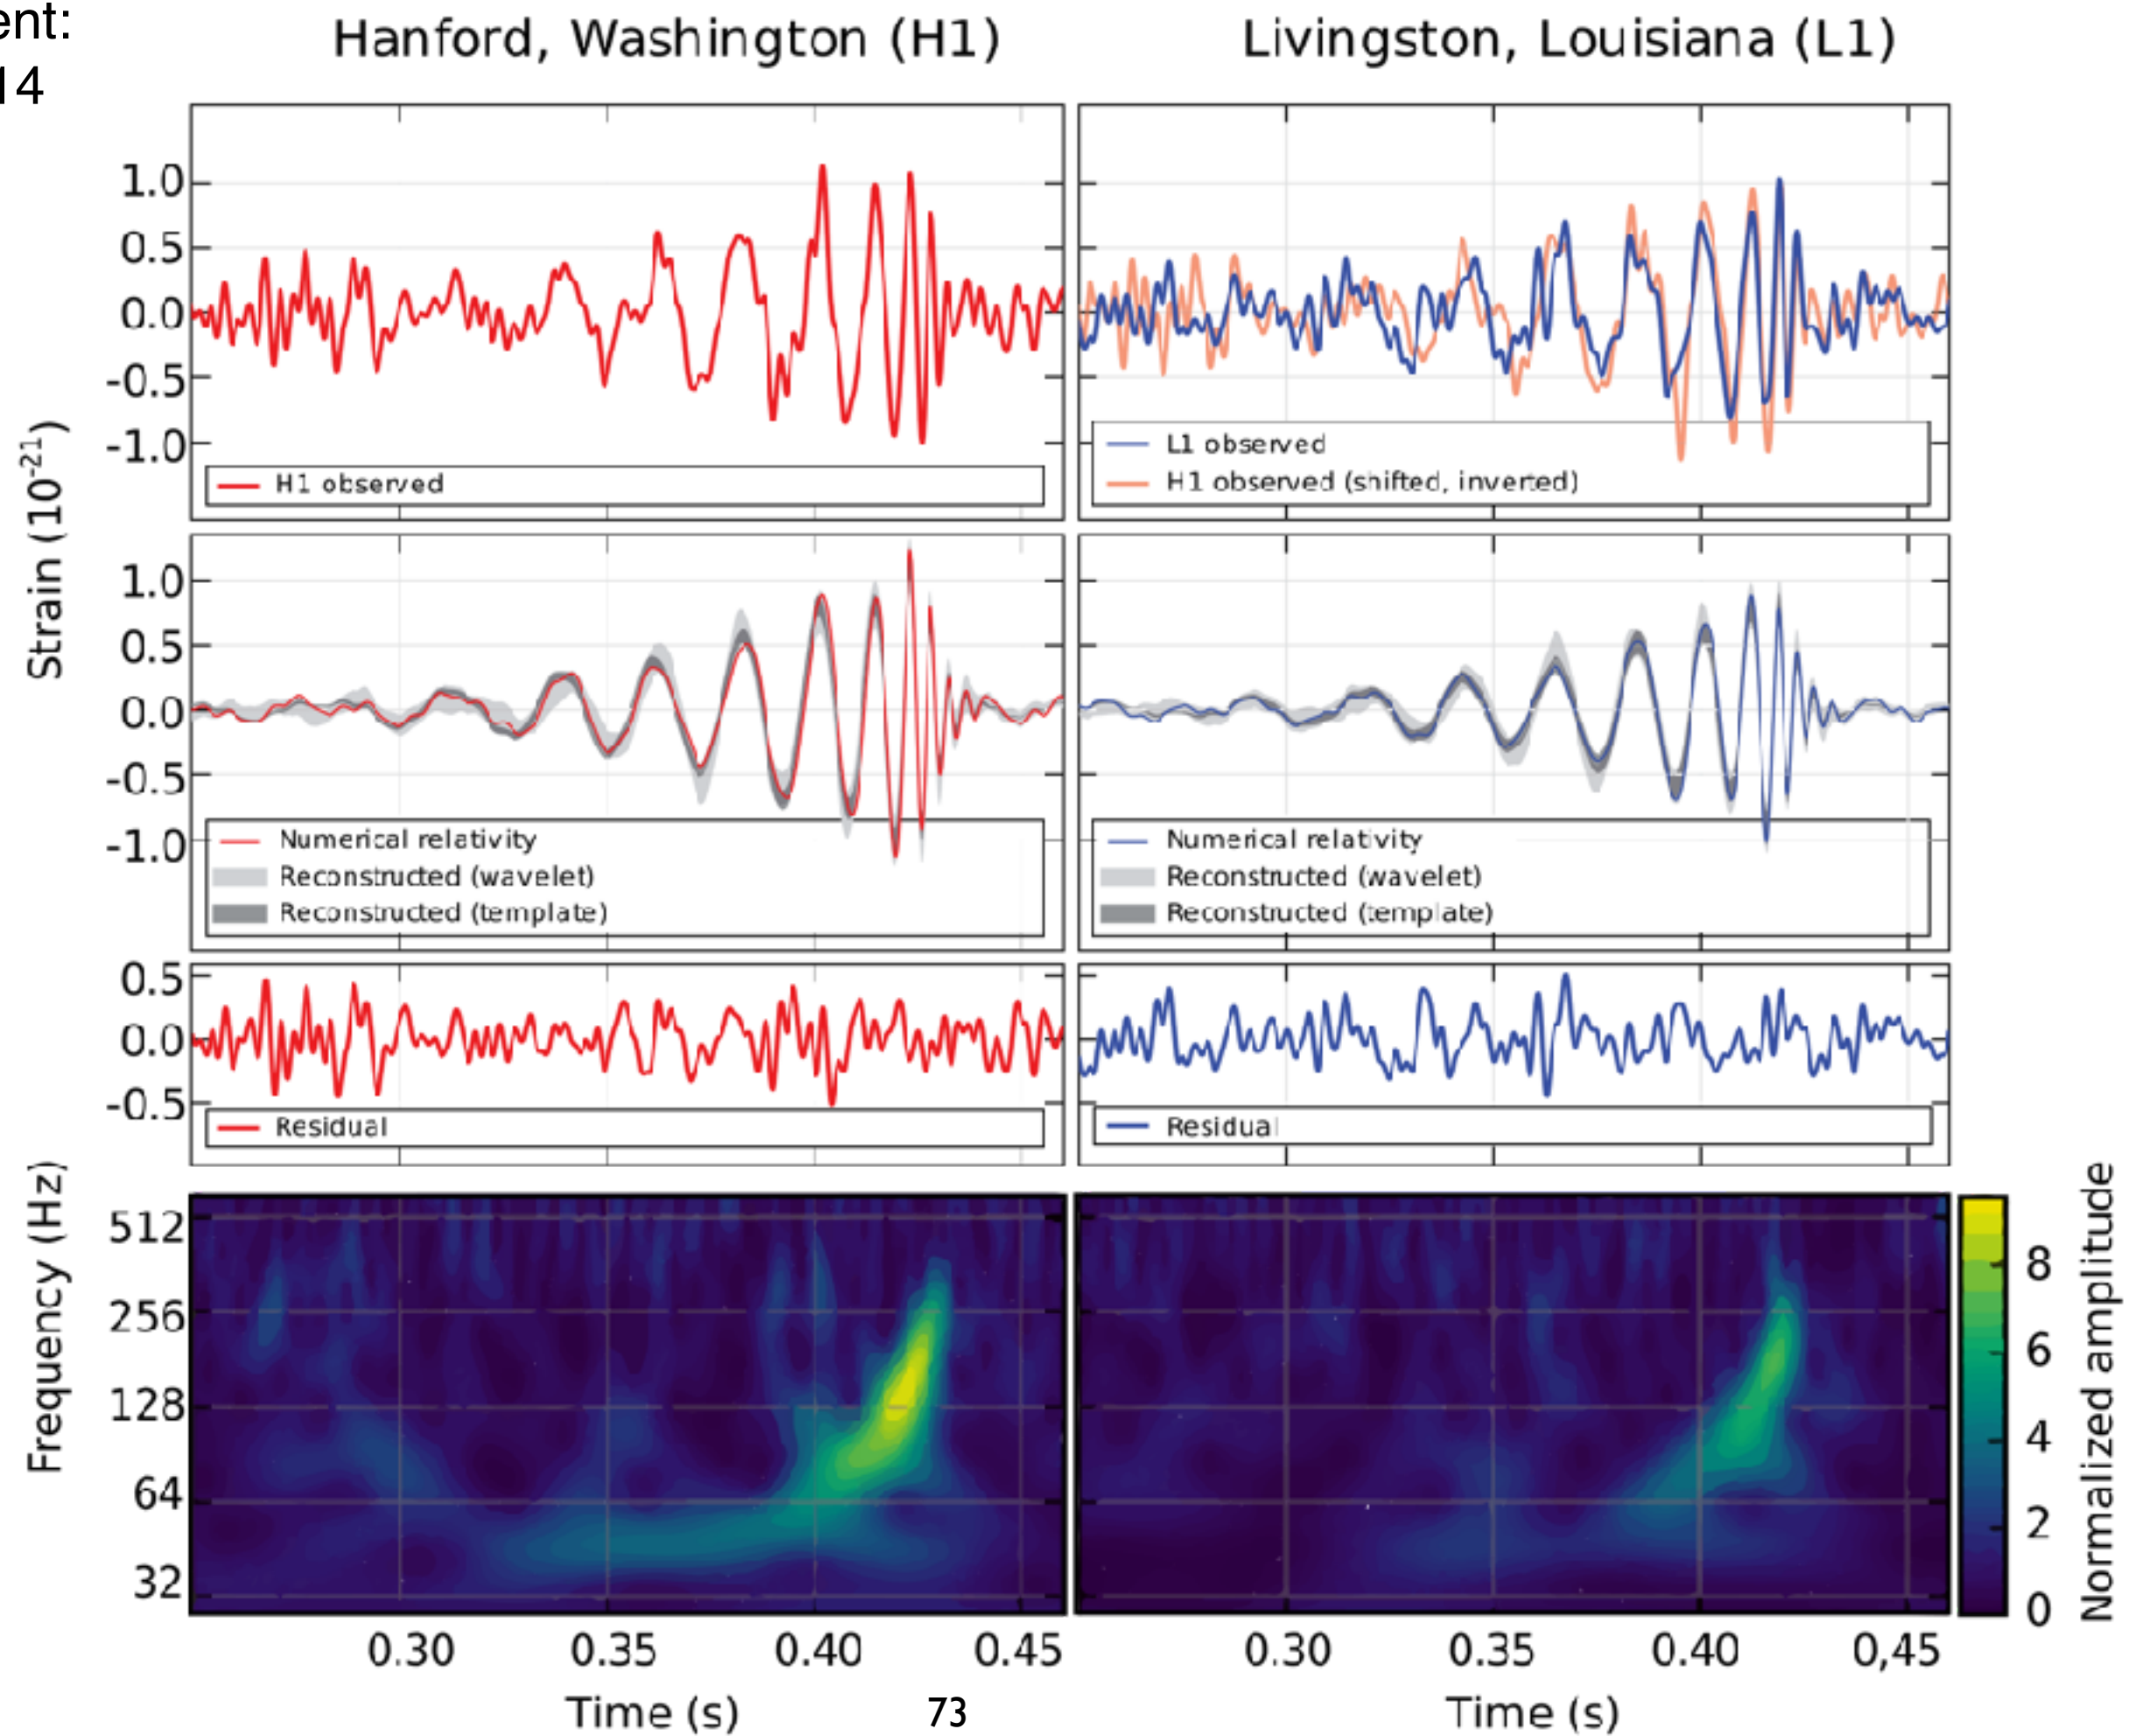 ent:
14
Hanford, Washington (H1)
Livingston, Louisiana (L1)
Strain (10-21)
1.0
0.5
0.0
-0.5
-1.0
H1 observed
L1 observed
H1 observed (shifted, inverted)
1.0
0.5
0.0
-0.5
-1.0
Numerical relativity
Reconstructed (wavelet)
Reconstructed (template)
Numerical relativity
Reconstructed (wavelet)
Reconstructed (template)
0.5
0.0
-0.5
Residual
Residual
Frequency (Hz)
512
256
128
64
32
Normalized amplitude
8
6
4
2
0
0.30 0.35 0.40 0.45
0.30 0.35 0.40 0,45
Time (s)
73
Time (s)